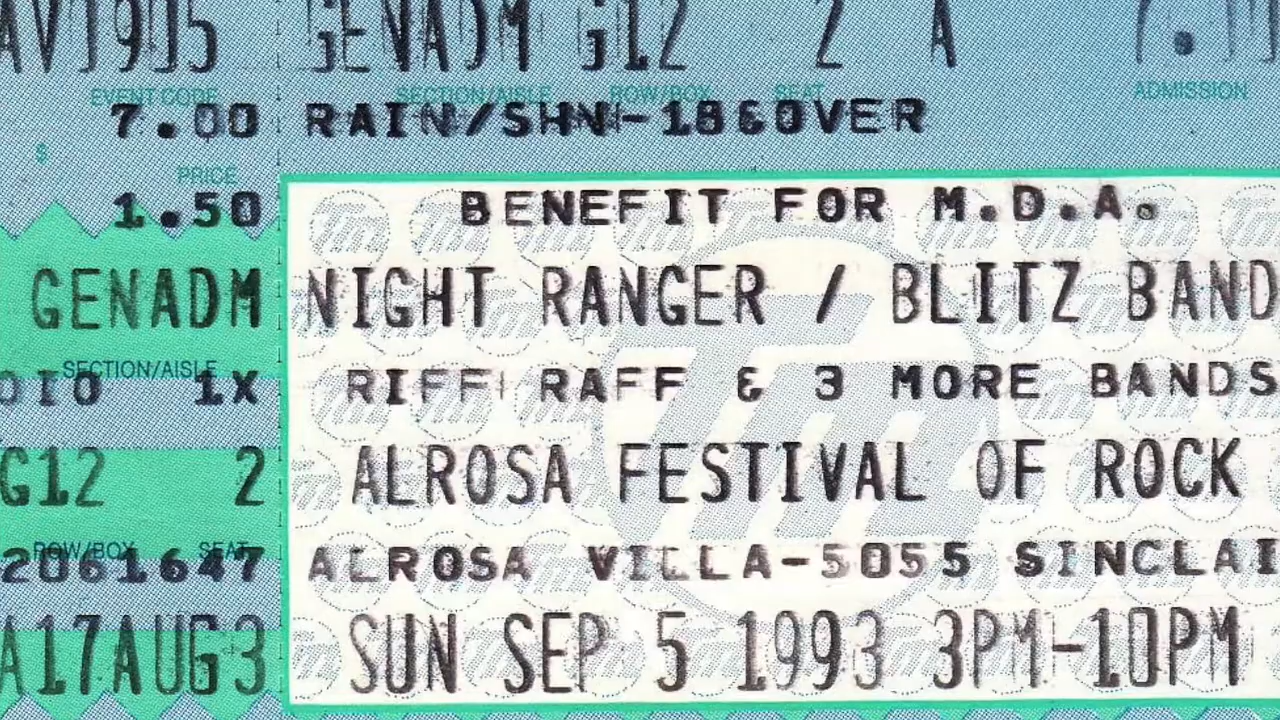 AV1905 GENADM G12 2 A
EVENT CODE SECTION/AISLE ROW/BOX SEAT ADMISSION
7.00 RAIN/SHN-18&OVER
$
PRICE
1.50 BENEFIT FOR M.D.A.
GENADM NIGHT RANGER / BLITZ BAND
SECTION/AISLE
1X RIFF RAFF & 3 MORE BANDS
G12 2 ALROSA FESTIVAL OF ROCK
ROW/BOX SEAT
2061647 ALROSA VILLA-5055 SINCLAI
A17AUG3 SUN SEP 5 1993 3PM-10PM